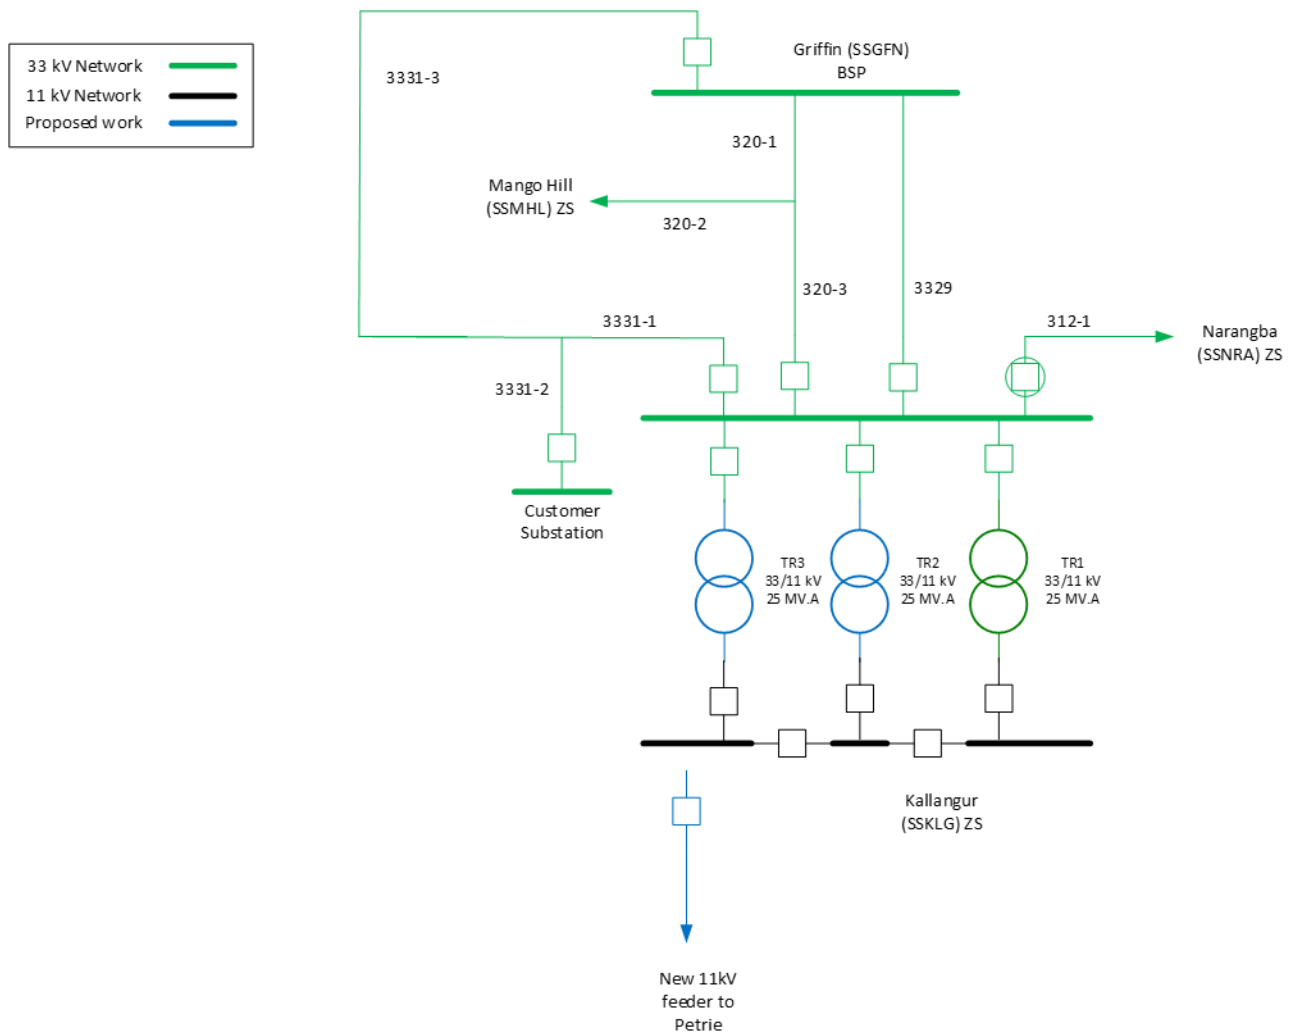 33 kV Network
11 kV Network
Proposed work
3331-3
Griffin (SSGFN)
BSP
320-1
Mango Hill
(SSMHL) ZS
320-2
320-3
3329
3331-1
312-1
Narangba
(SSNRA) ZS
3331-2
Customer
Substation
TR3
33/11 kV
25 MV.A
TR2
33/11 kV
25 MV.A
TR1
33/11 kV
25 MV.A
Kallangur
(SSKLG) ZS
New 11kV
feeder to
Petrie